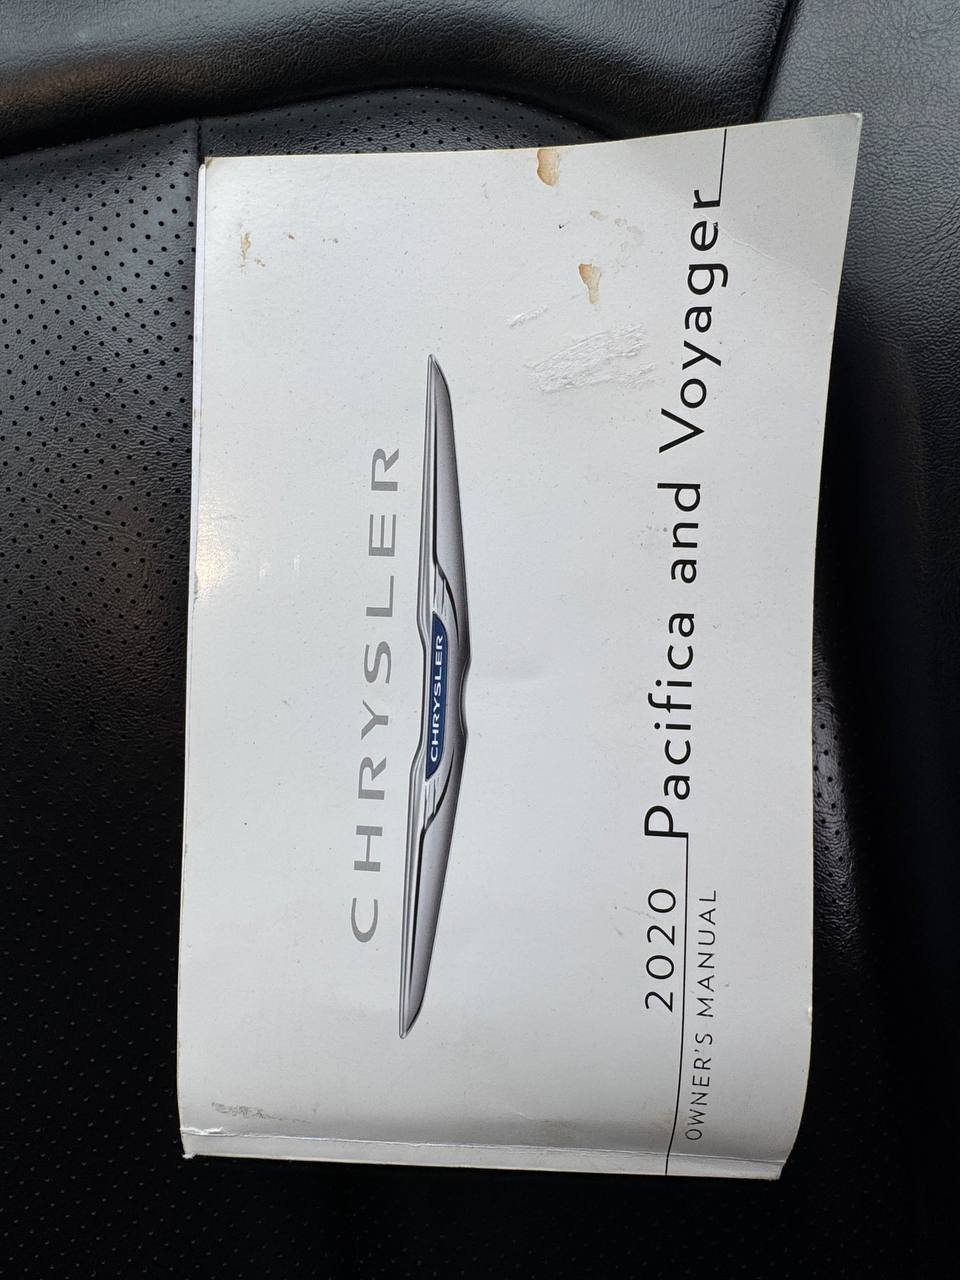 CHRYSLER
CHRYSLER
2020 Pacifica and Voyager
OWNER'S MANUAL